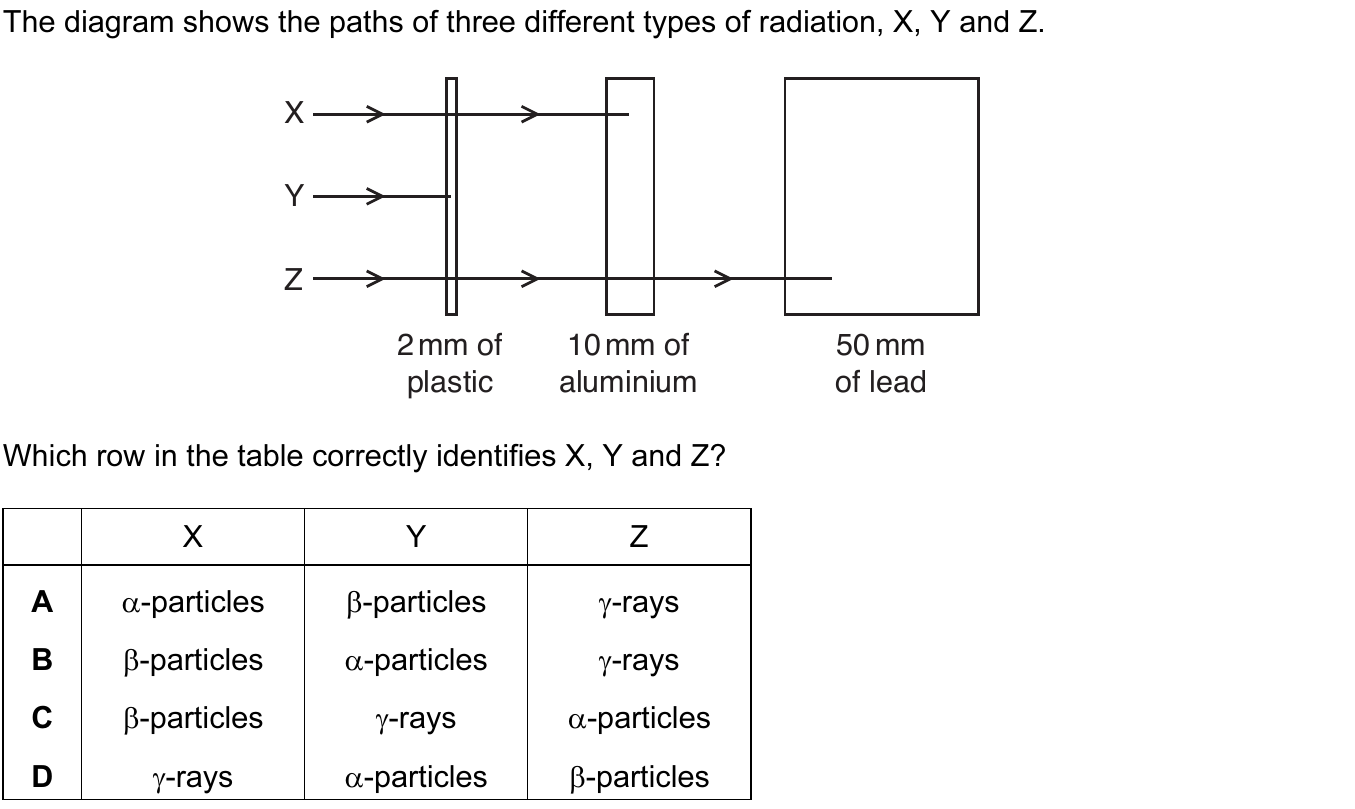 The diagram shows the paths of three different types of radiation, X, Y and Z.
X
Y
Z
2 mm of plastic
10 mm of aluminium
50 mm of lead
Which row in the table correctly identifies X, Y and Z?
X Y Z
A α-particles β-particles γ-rays
B β-particles α-particles γ-rays
C β-particles γ-rays α-particles
D γ-rays α-particles β-particles